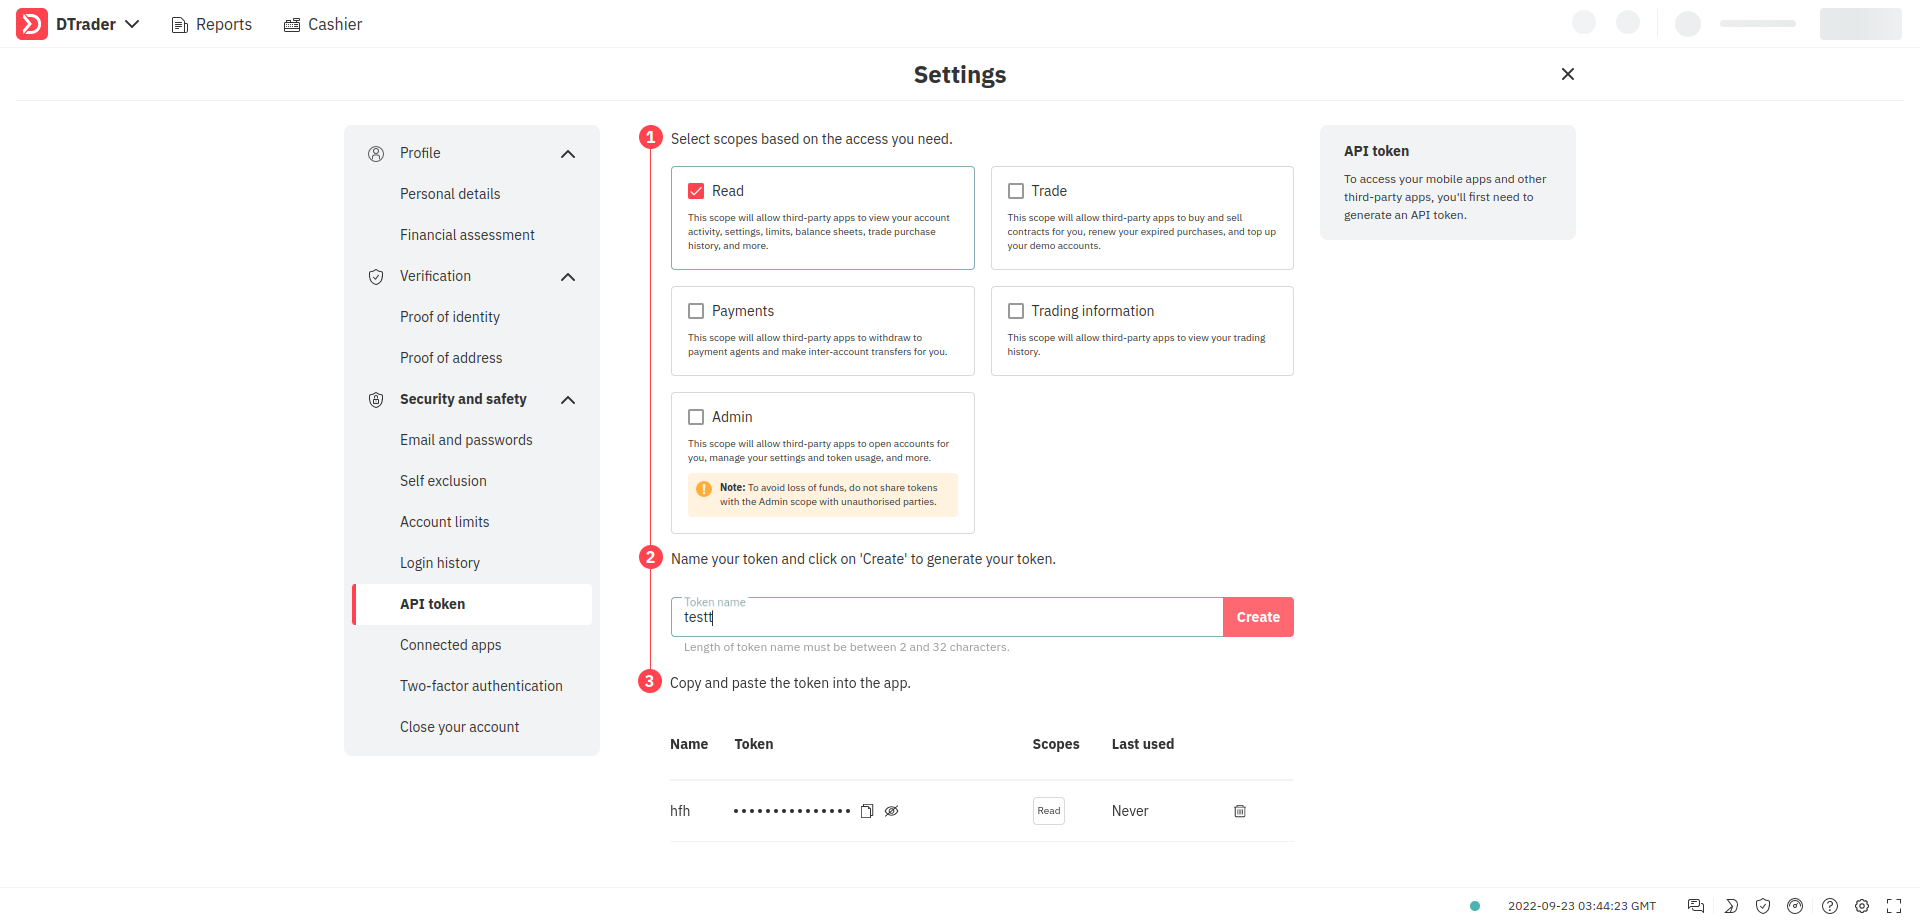 DTrader
Reports
Cashier
Settings
Profile
Personal details
Financial assessment
Verification
Proof of identity
Proof of address
Security and safety
Email and passwords
Self exclusion
Account limits
Login history
API token
Connected apps
Two-factor authentication
Close your account
1
Select scopes based on the access you need.
Read
This scope will allow third-party apps to view your account
activity, settings, limits, balance sheets, trade purchase
history, and more.
Trade
This scope will allow third-party apps to buy and sell
contracts for you, renew your expired purchases, and top up
your demo accounts.
Payments
This scope will allow third-party apps to withdraw to
payment agents and make inter-account transfers for you.
Trading information
This scope will allow third-party apps to view your trading
history.
Admin
This scope will allow third-party apps to open accounts for
you, manage your settings and token usage, and more.
Note: To avoid loss of funds, do not share tokens
with the Admin scope with unauthorised parties.
2
Name your token and click on 'Create' to generate your token.
Token name
testt
Create
Length of token name must be between 2 and 32 characters.
3
Copy and paste the token into the app.
Name Token Scopes Last used
hfh ••••••••••••••• Read Never
API token
To access your mobile apps and other
third-party apps, you'll first need to
generate an API token.
2022-09-23 03:44:23 GMT